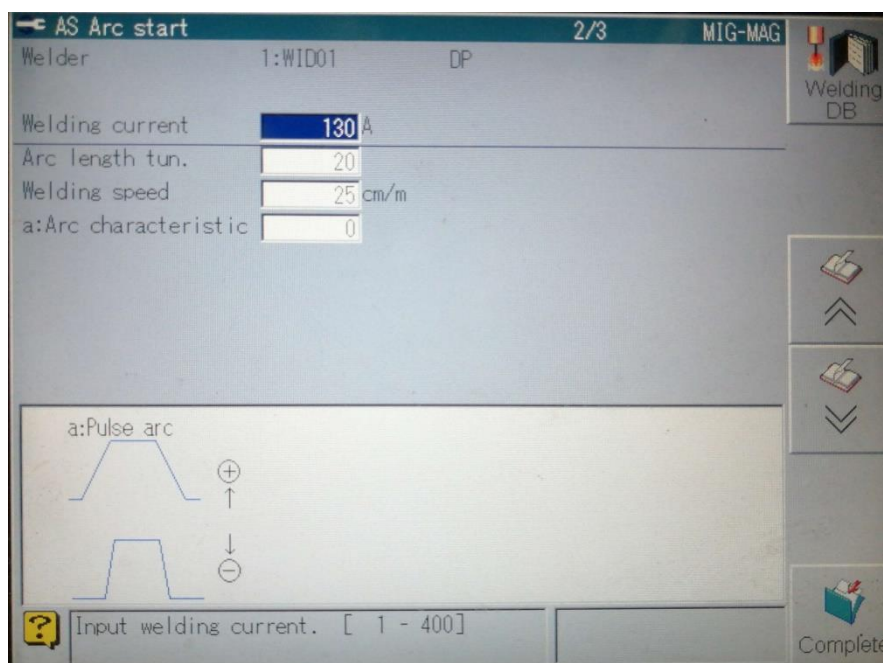 AS Arc start 2/3 MIG-MAG
Welder 1:WID01 DP
Welding DB
Welding current 130 A
Arc length tun. 20
Welding speed 25 cm/m
a:Arc characteristic 0
a:Pulse arc
+
↑
↓
-
? Input welding current. [ 1 - 400]
Complete